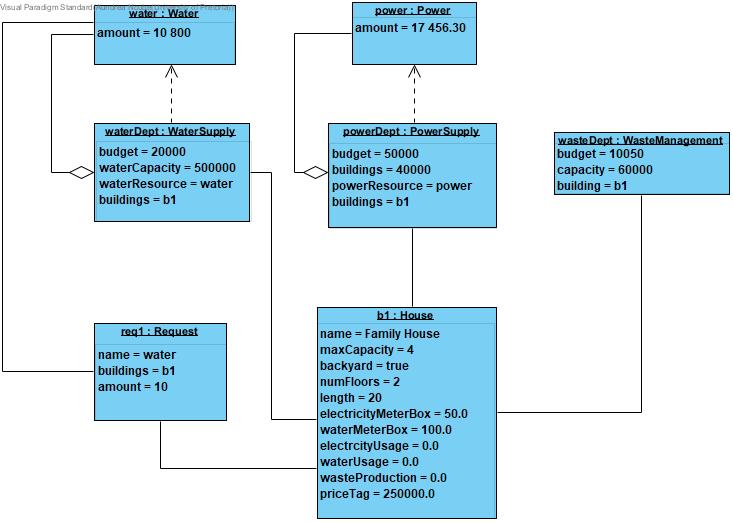 Visual Paradigm Standard
water : Water
amount = 10 800
power : Power
amount = 17 456.30
waterDept : WaterSupply
budget = 20000
waterCapacity = 500000
waterResource = water
buildings = b1
powerDept : PowerSupply
budget = 50000
buildings = 40000
powerResource = power
buildings = b1
wasteDept : WasteManagement
budget = 10050
capacity = 60000
building = b1
req1 : Request
name = water
buildings = b1
amount = 10
b1 : House
name = Family House
maxCapacity = 4
backyard = true
numFloors = 2
length = 20
electricityMeterBox = 50.0
waterMeterBox = 100.0
electrcityUsage = 0.0
waterUsage = 0.0
wasteProduction = 0.0
priceTag = 250000.0